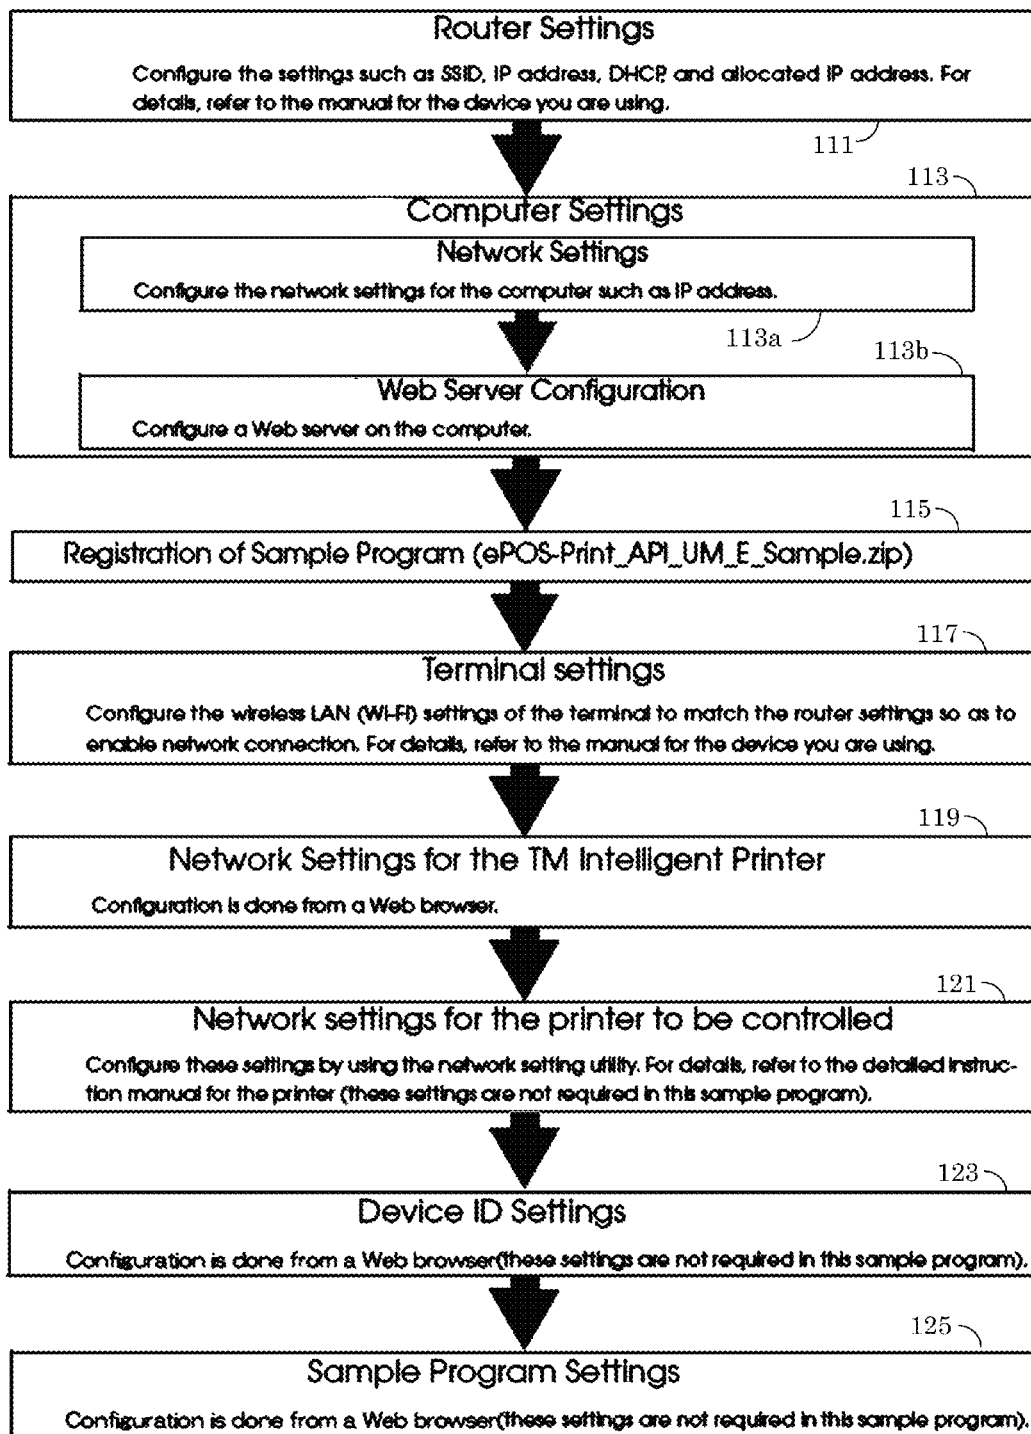 Router Settings
Configure the settings such as SSID, IP address, DHCP, and allocated IP address. For
details, refer to the manual for the device you are using.
111
113
Computer Settings
Network Settings
Configure the network settings for the computer such as IP address.
113a
113b
Web Server Configuration
Configure a Web server on the computer.
115
Registration of Sample Program (ePOS-Print_API_UM_E_Sample.zip)
117
Terminal settings
Configure the wireless LAN (Wi-Fi) settings of the terminal to match the router settings so as to
enable network connection. For details, refer to the manual for the device you are using.
119
Network Settings for the TM Intelligent Printer
Configuration is done from a Web browser.
121
Network settings for the printer to be controlled
Configure these settings by using the network setting utility. For details, refer to the detailed instruc-
tion manual for the printer (these settings are not required in this sample program).
123
Device ID Settings
Configuration is done from a Web browser(these settings are not required in this sample program).
125
Sample Program Settings
Configuration is done from a Web browser(these settings are not required in this sample program).